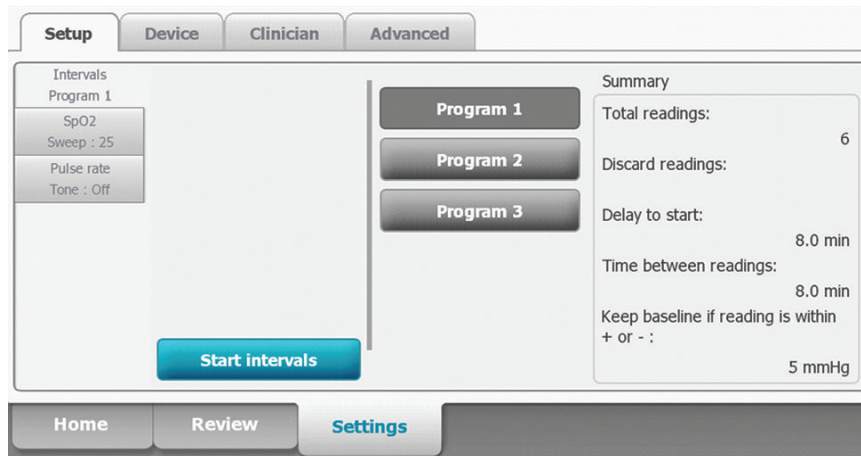 Setup
Device
Clinician
Advanced
Intervals
Program 1
SpO2
Sweep : 25
Pulse rate
Tone : Off
Start intervals
Program 1
Program 2
Program 3
Summary
Total readings:
6
Discard readings:
Delay to start:
8.0 min
Time between readings:
8.0 min
Keep baseline if reading is within
+ or - :
5 mmHg
Home
Review
Settings